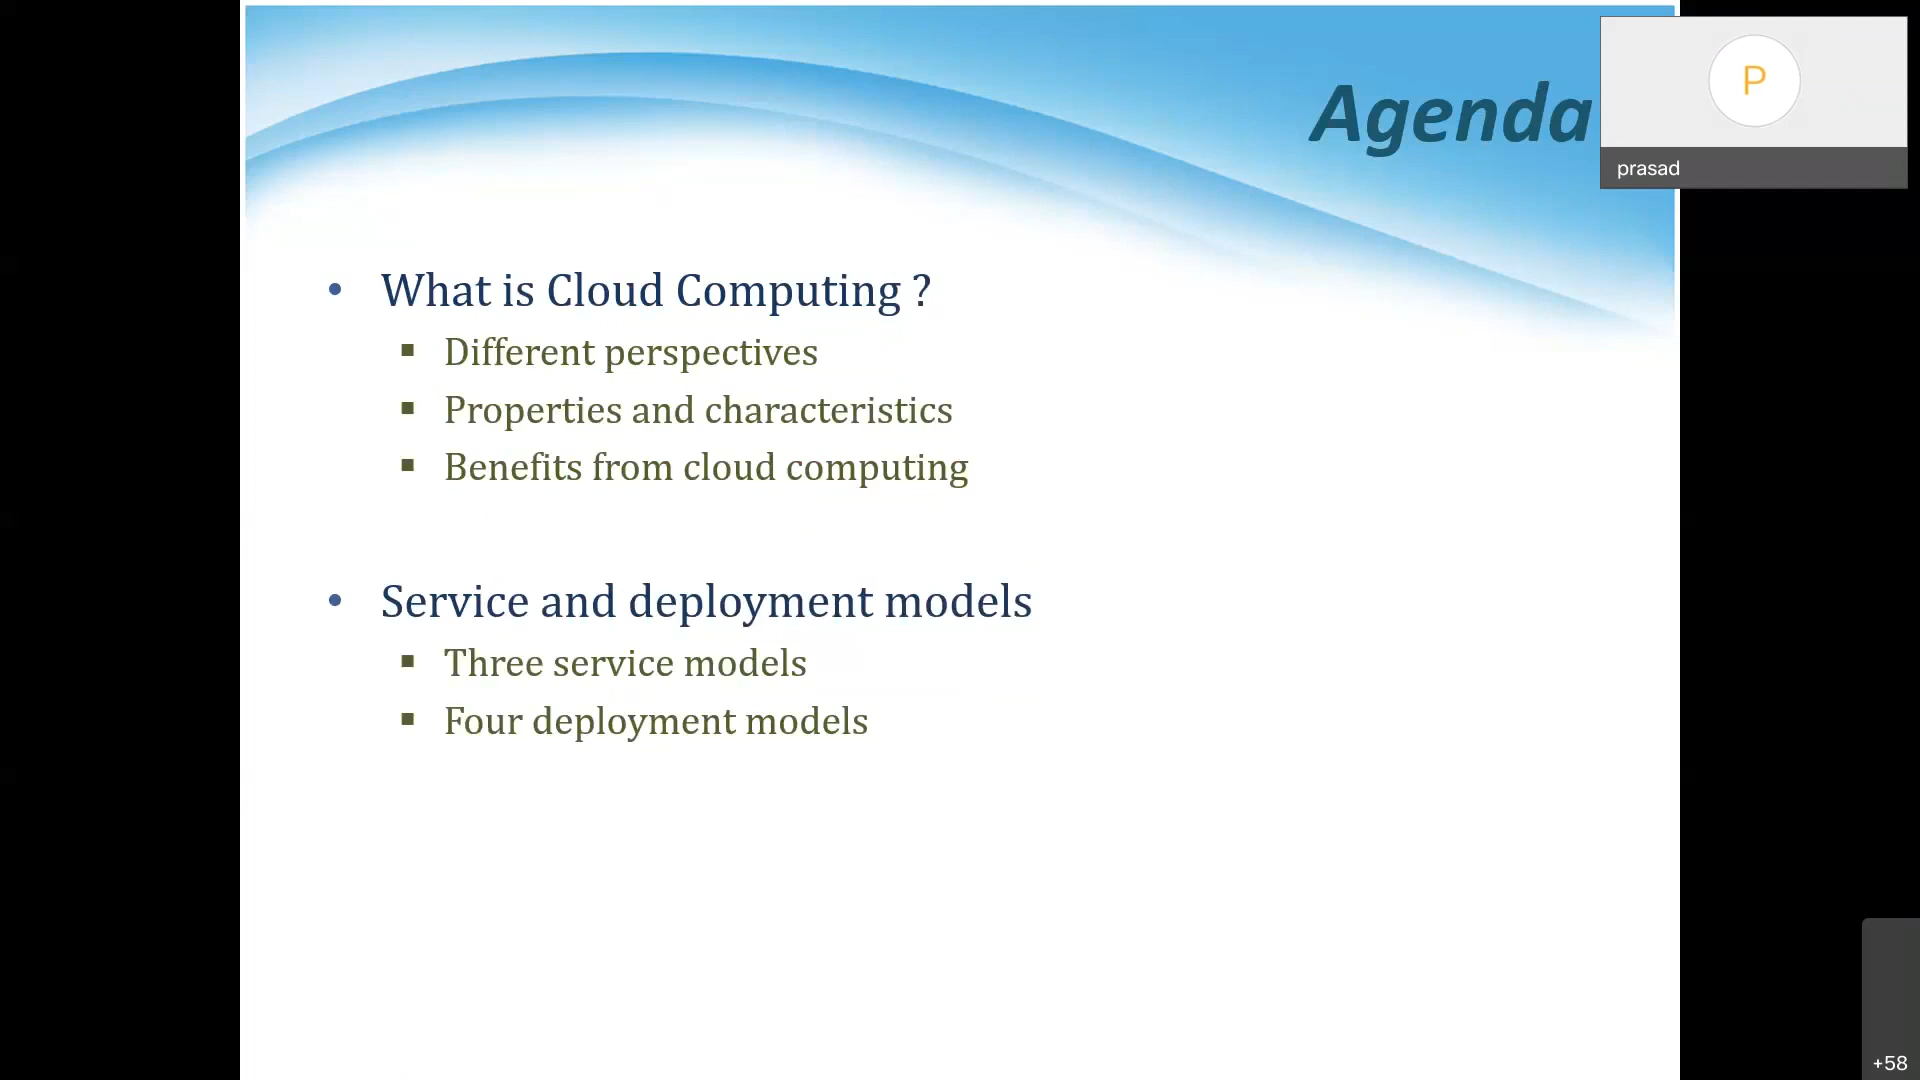 Agenda
P
prasad
• What is Cloud Computing ?
▪ Different perspectives
▪ Properties and characteristics
▪ Benefits from cloud computing
• Service and deployment models
▪ Three service models
▪ Four deployment models
+58